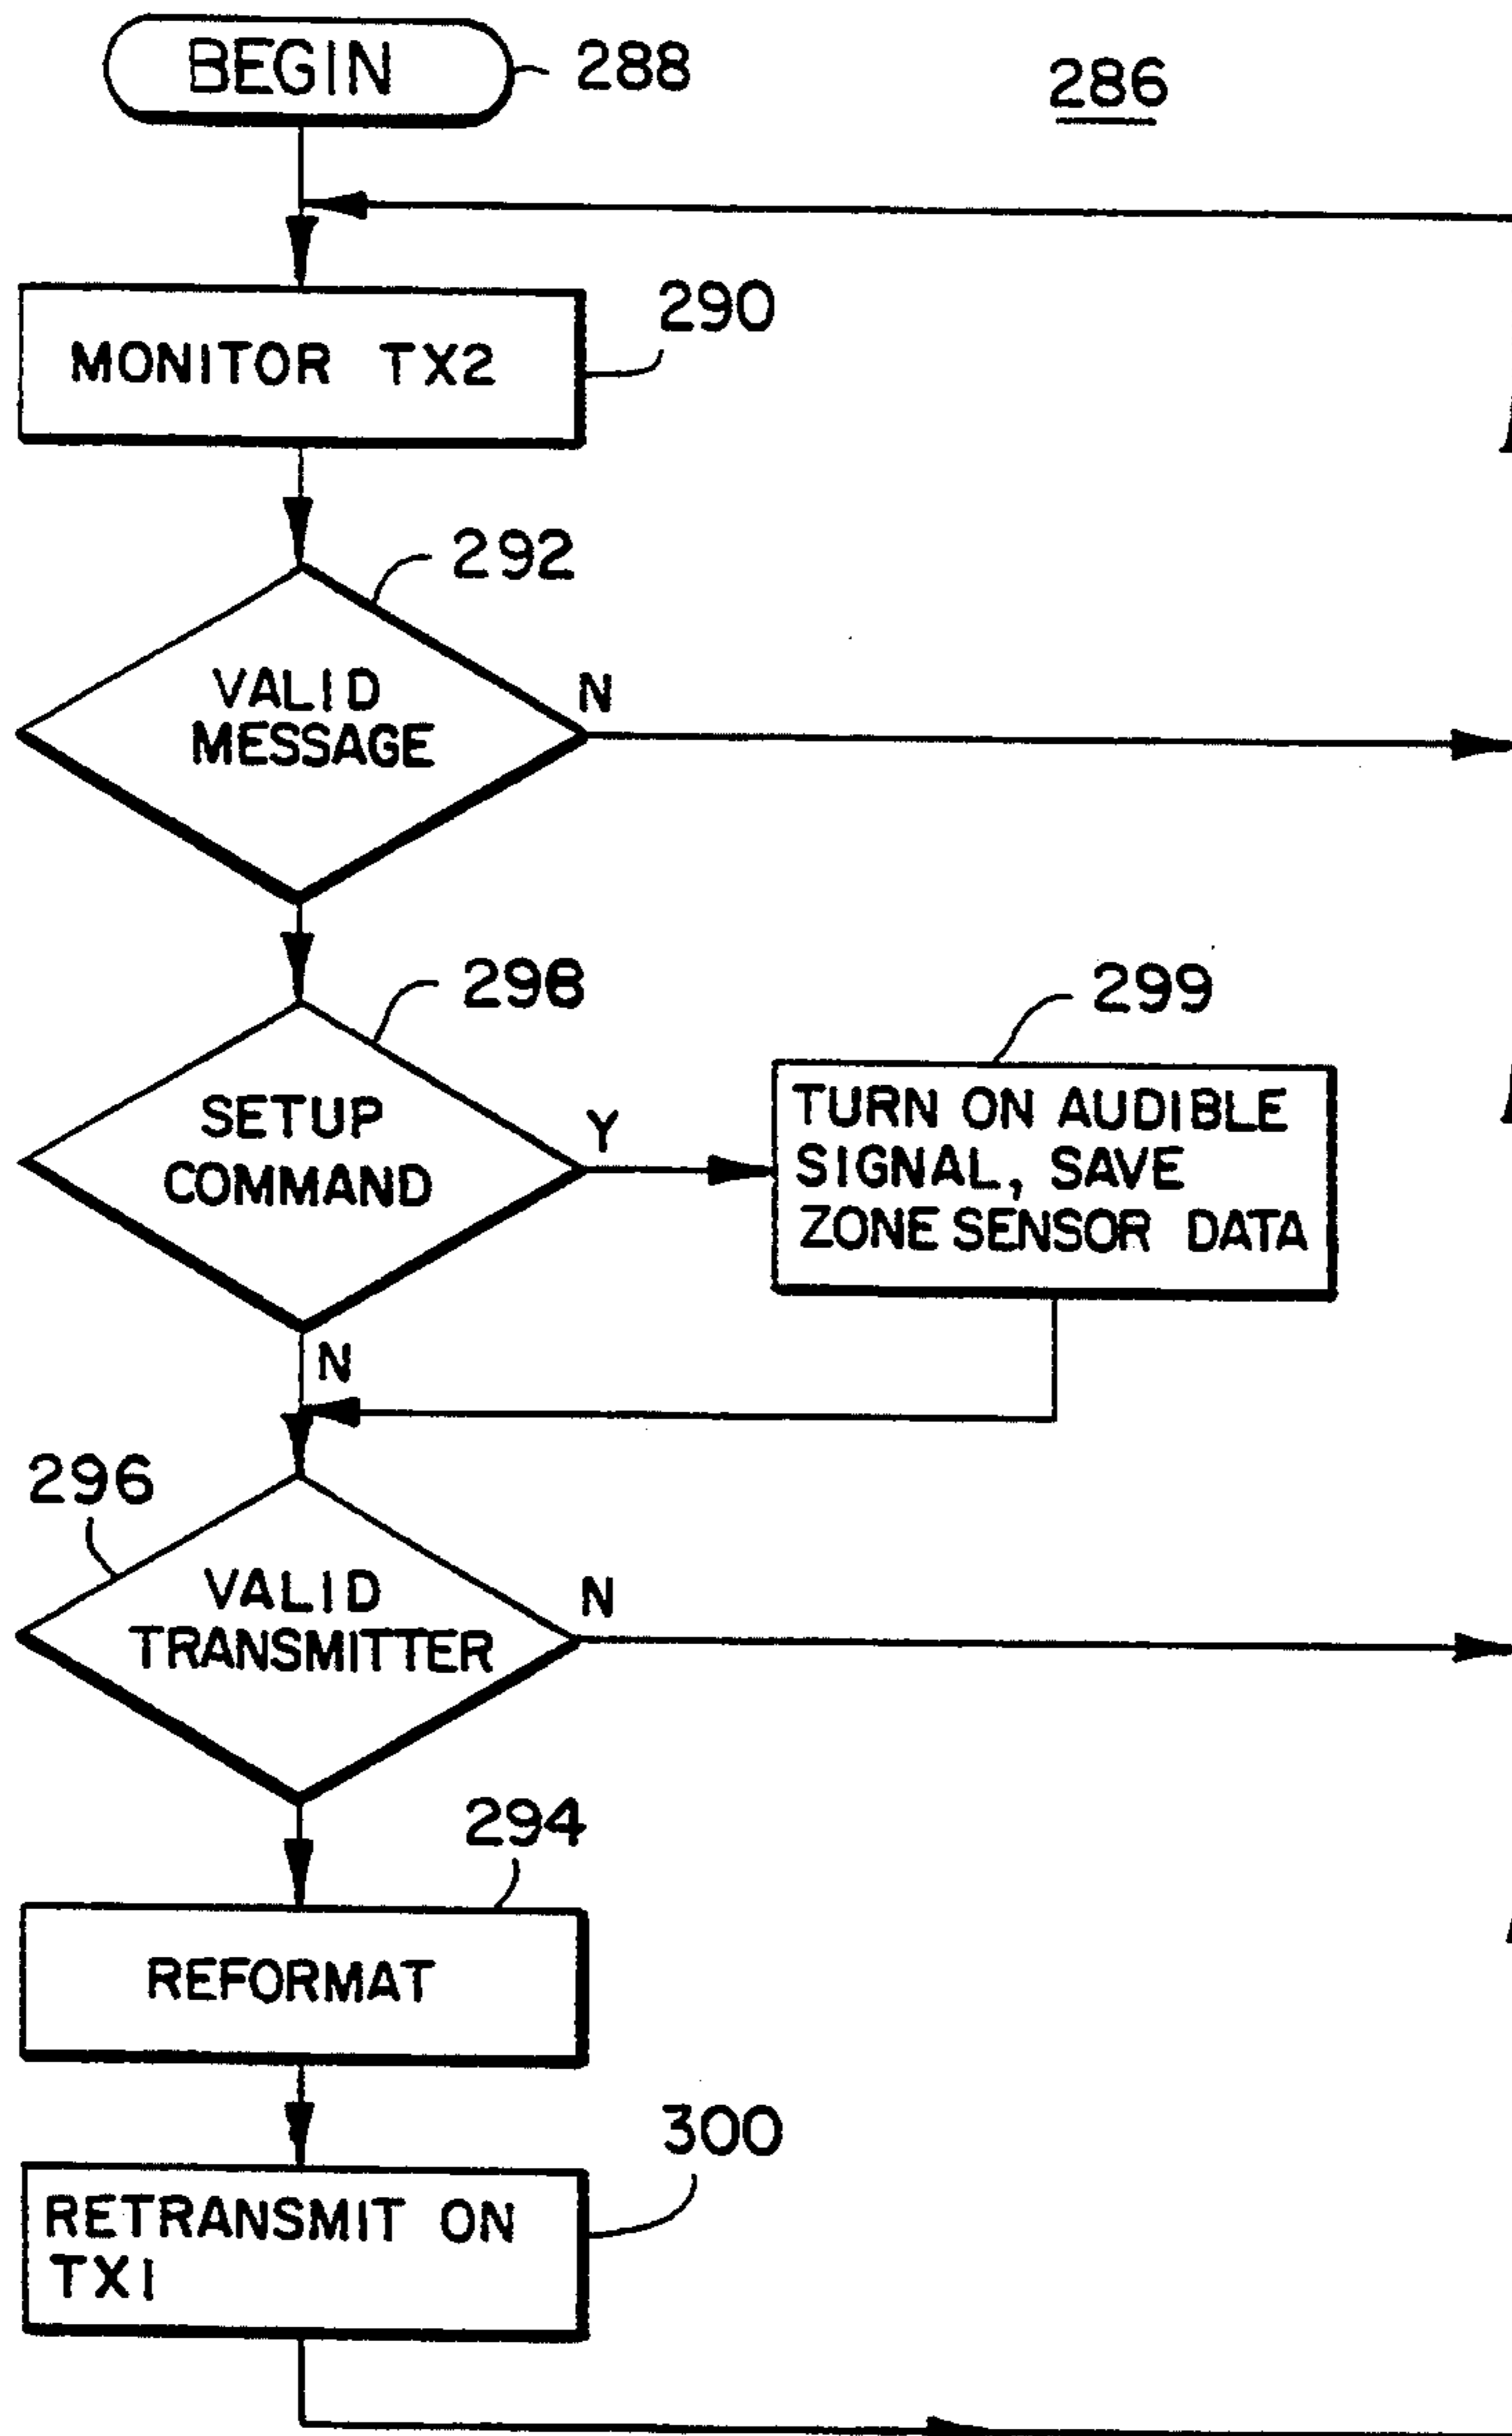 BEGIN
288
286
MONITOR TX2
290
292
VALID
MESSAGE
N
298
SETUP
COMMAND
Y
299
TURN ON AUDIBLE
SIGNAL, SAVE
ZONE SENSOR DATA
N
296
VALID
TRANSMITTER
N
294
REFORMAT
300
RETRANSMIT ON
TX1